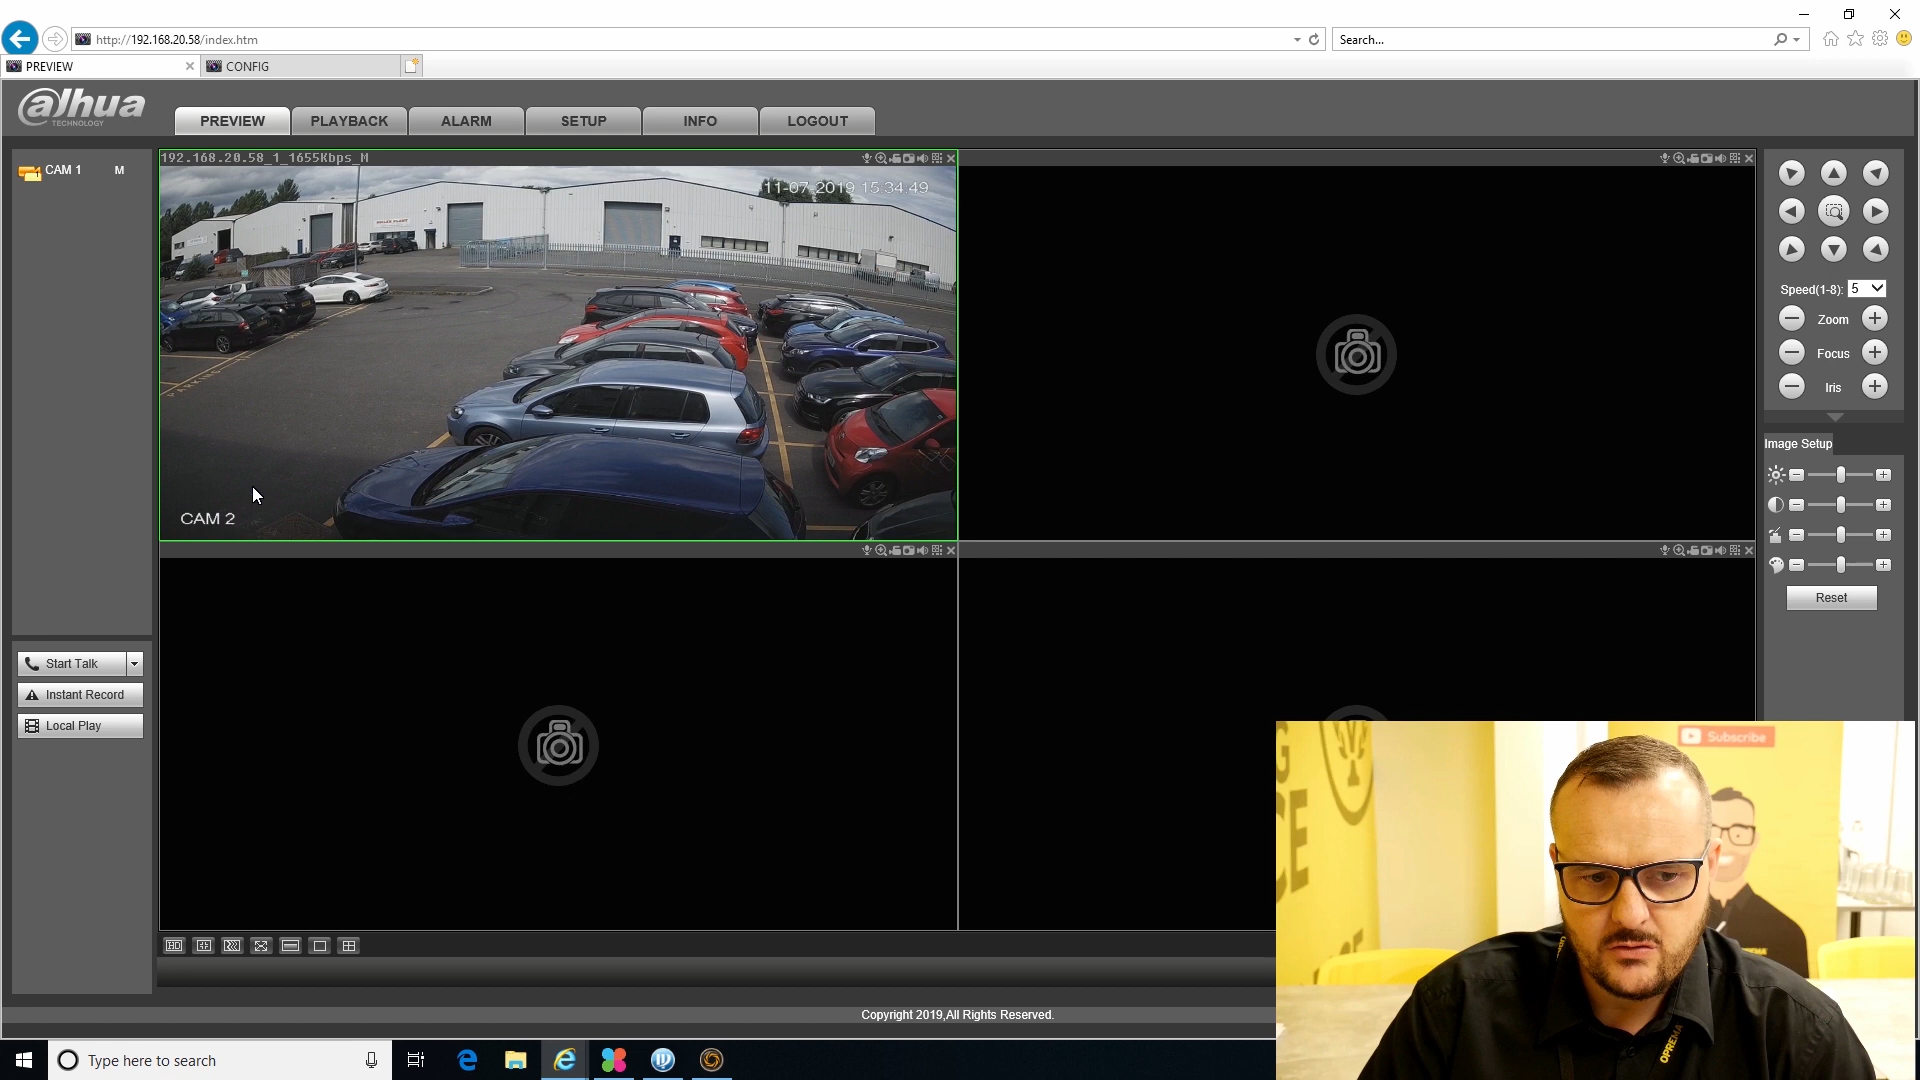 http://192.168.20.58/index.htm
Search...
PREVIEW
CONFIG
alhua
TECHNOLOGY
PREVIEW
PLAYBACK
ALARM
SETUP
INFO
LOGOUT
CAM 1
M
192.168.20.58_1_1655Kbps_M
11-07-2019 15:34:49
PARKING
CAM 2
Speed(1-8):
5
Zoom
Focus
Iris
Image Setup
Reset
Start Talk
Instant Record
Local Play
HD
Subscribe
OPREMA
Copyright 2019,All Rights Reserved.
Type here to search